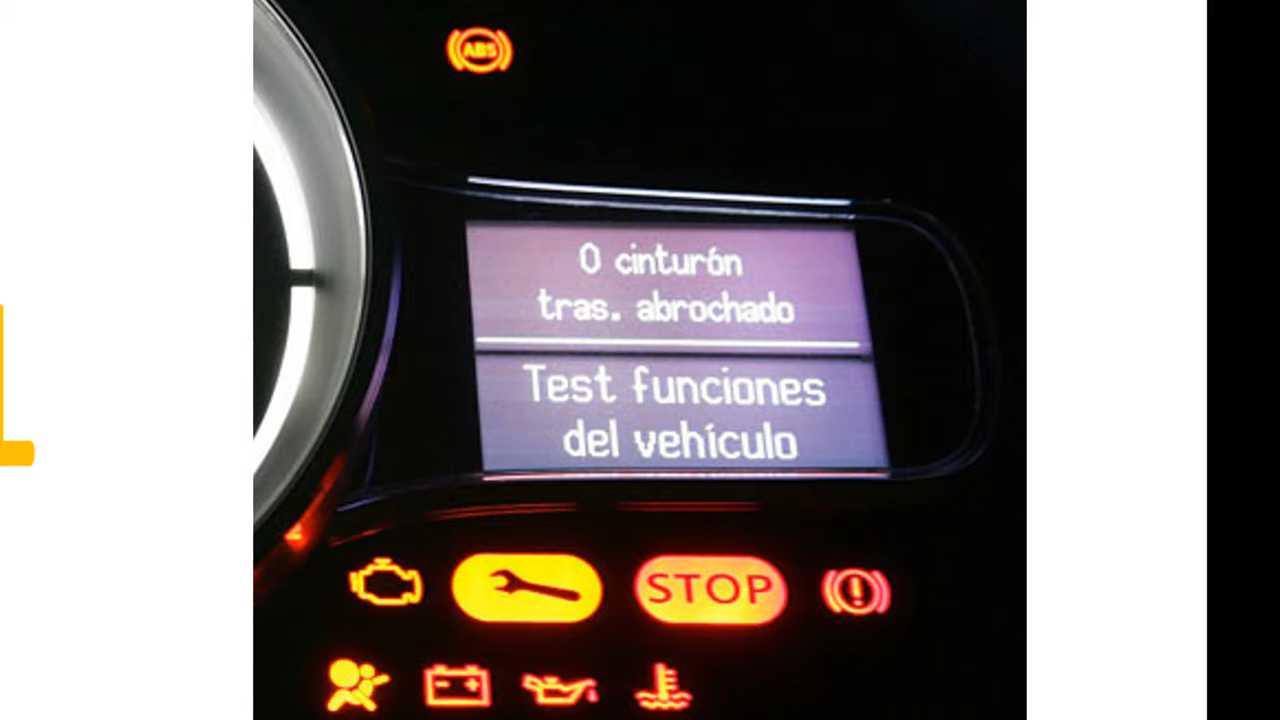 ABS
0 cinturón
tras. abrochado
Test funciones
del vehículo
STOP